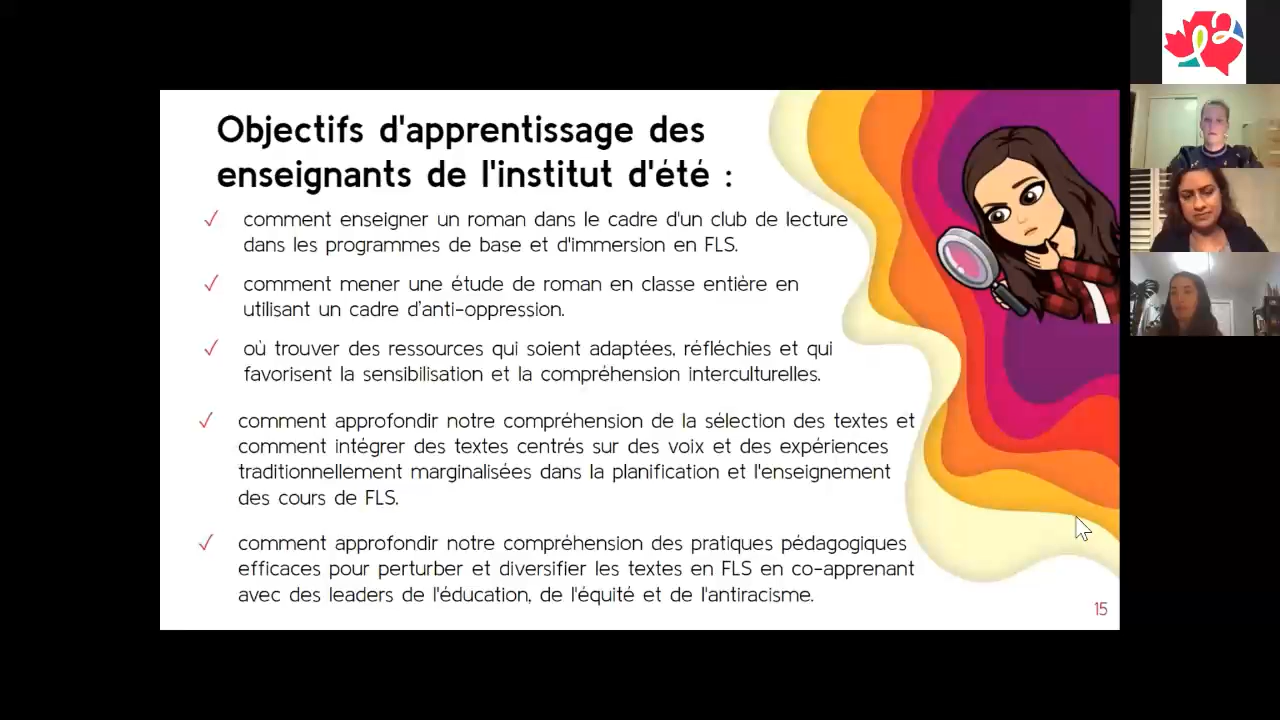 Objectifs d'apprentissage des
enseignants de l'institut d'été :
✓ comment enseigner un roman dans le cadre d'un club de lecture
dans les programmes de base et d'immersion en FLS.
✓ comment mener une étude de roman en classe entière en
utilisant un cadre d'anti-oppression.
✓ où trouver des ressources qui soient adaptées, réfléchies et qui
favorisent la sensibilisation et la compréhension interculturelles.
✓ comment approfondir notre compréhension de la sélection des textes et
comment intégrer des textes centrés sur des voix et des expériences
traditionnellement marginalisées dans la planification et l'enseignement
des cours de FLS.
✓ comment approfondir notre compréhension des pratiques pédagogiques
efficaces pour perturber et diversifier les textes en FLS en co-apprenant
avec des leaders de l'éducation, de l'équité et de l'antiracisme.
15